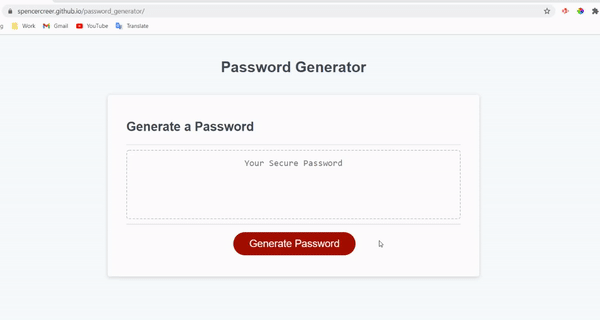 spencercreer.github.io/password_generator/
g Work Gmail YouTube Translate
Password Generator
Generate a Password
Your Secure Password
Generate Password